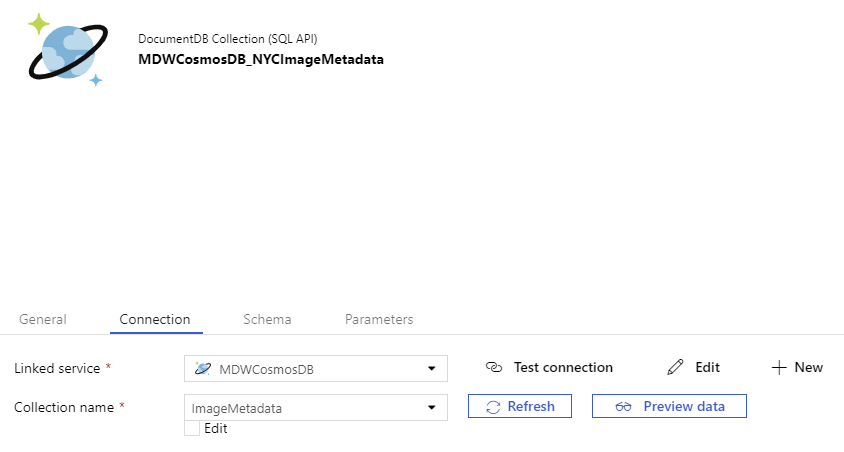 DocumentDB Collection (SQL API)
MDWCosmosDB_NYCImageMetadata
General Connection Schema Parameters
Linked service * MDWCosmosDB Test connection Edit New
Collection name * ImageMetadata Refresh Preview data
Edit